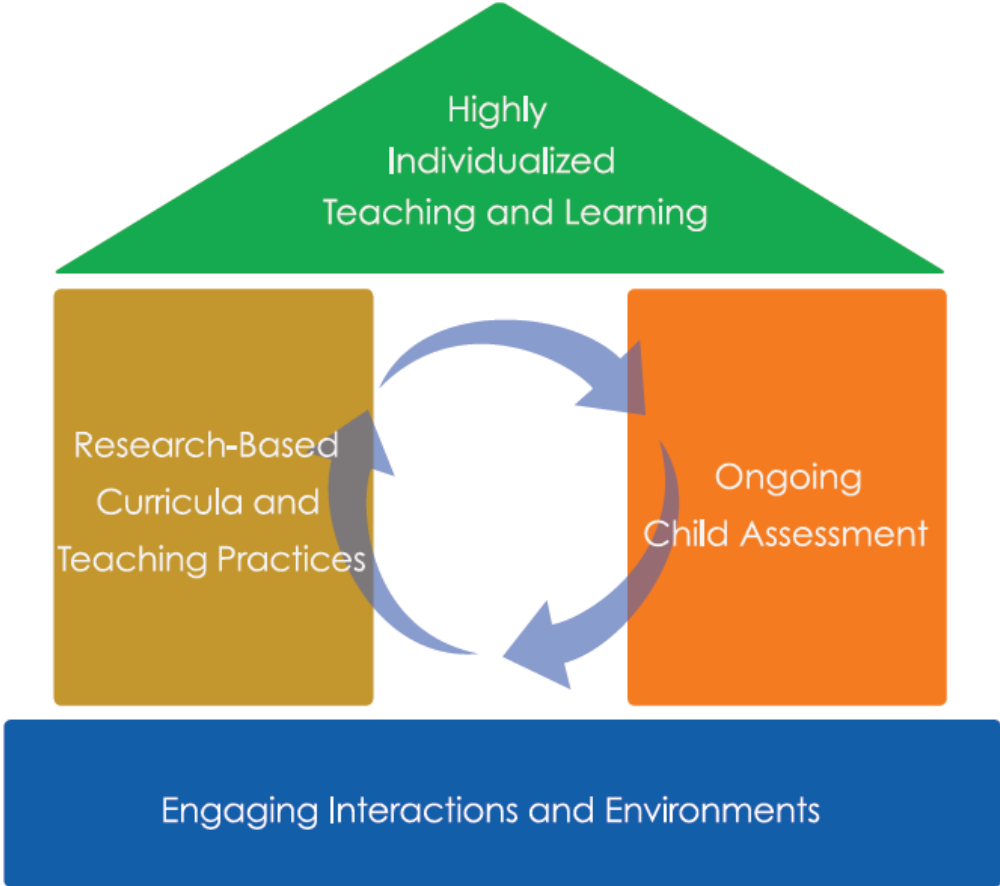 Highly
Individualized
Teaching and Learning
Research-Based
Curricula and
Teaching Practices
Ongoing
Child Assessment
Engaging Interactions and Environments